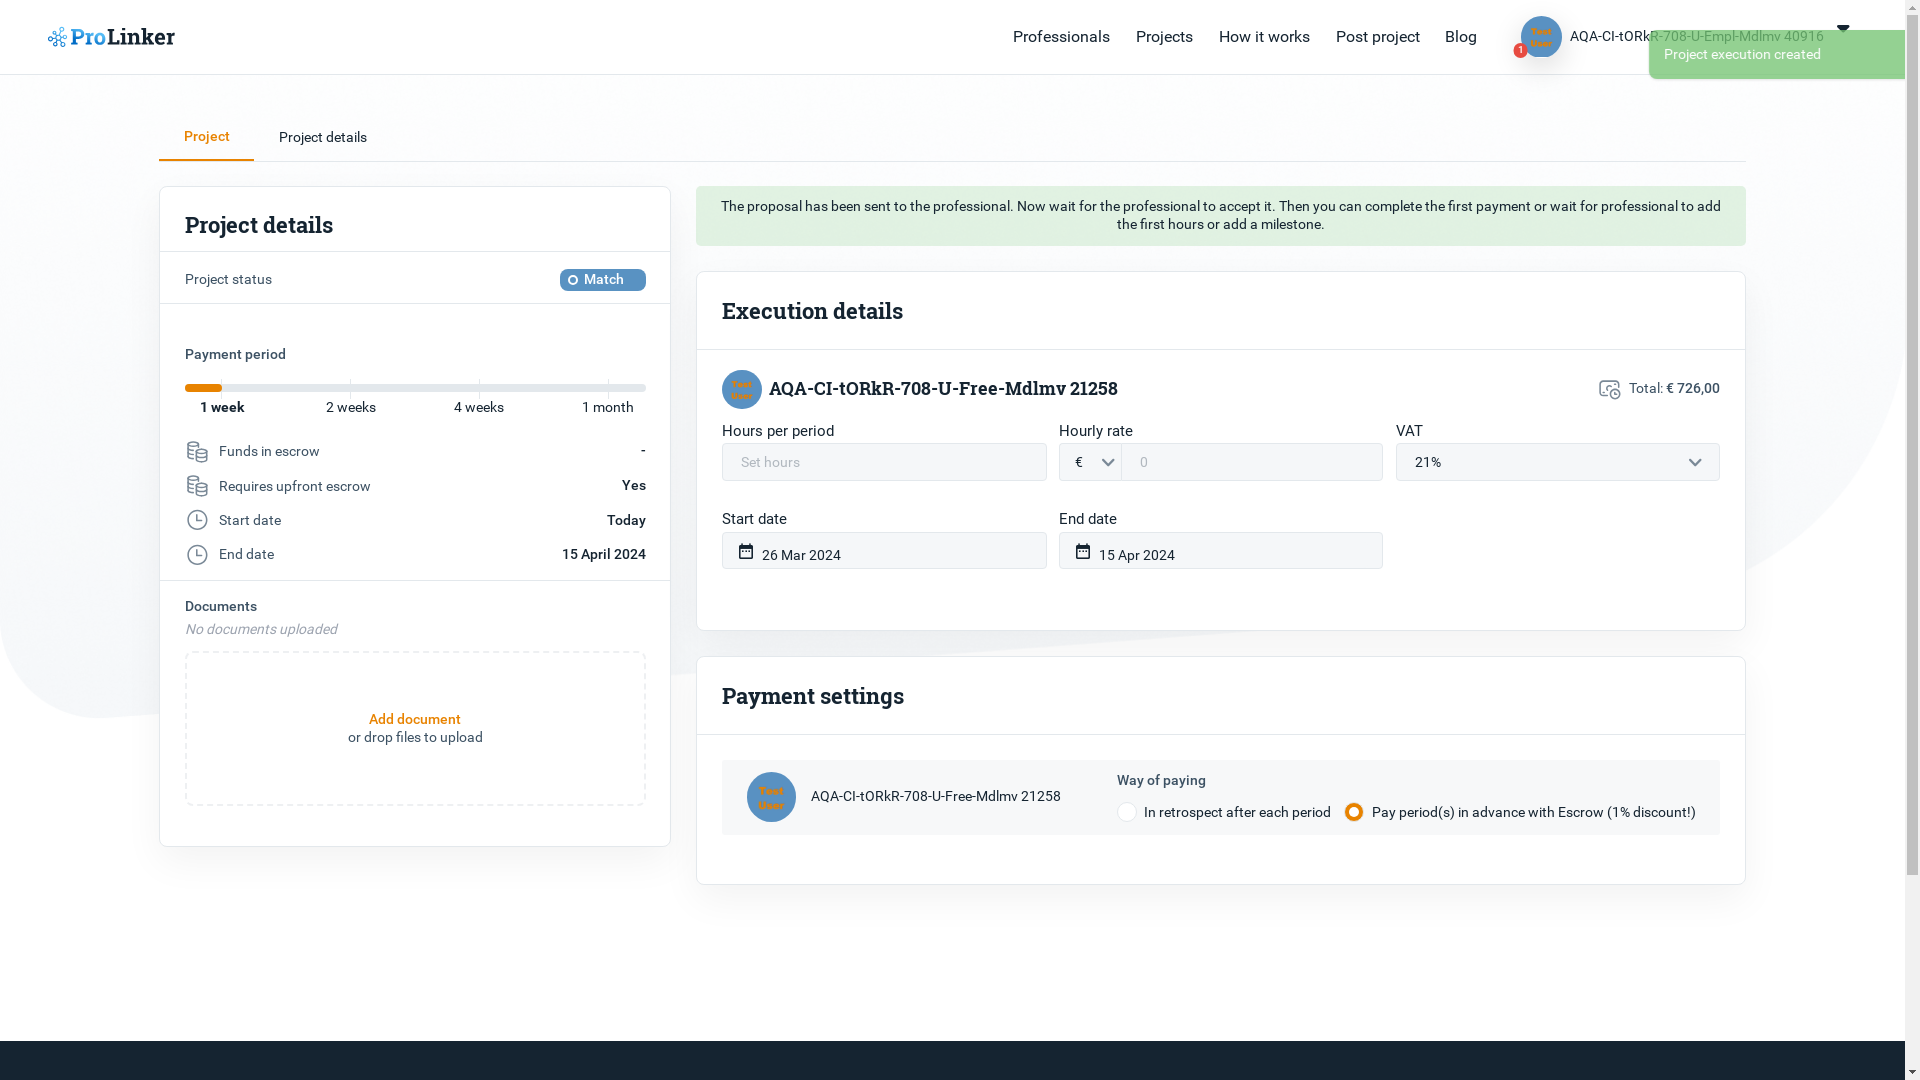 ProLinker
Professionals
Projects
How it works
Post project
Blog
Test
User
1
AQA-CI-tORkR-708-U-Empl-Mdlmv 40916
Project execution created
Project
Project details
Project details
Project status
Match
Payment period
1 week
2 weeks
4 weeks
1 month
Funds in escrow
-
Requires upfront escrow
Yes
Start date
Today
End date
15 April 2024
Documents
No documents uploaded
Add document
or drop files to upload
The proposal has been sent to the professional. Now wait for the professional to accept it. Then you can complete the first payment or wait for professional to add
the first hours or add a milestone.
Execution details
Test
User
AQA-CI-tORkR-708-U-Free-Mdlmv 21258
Total: € 726,00
Hours per period
Hourly rate
VAT
Set hours
€
0
21%
Start date
End date
26 Mar 2024
15 Apr 2024
Payment settings
Test
User
AQA-CI-tORkR-708-U-Free-Mdlmv 21258
Way of paying
In retrospect after each period
Pay period(s) in advance with Escrow (1% discount!)